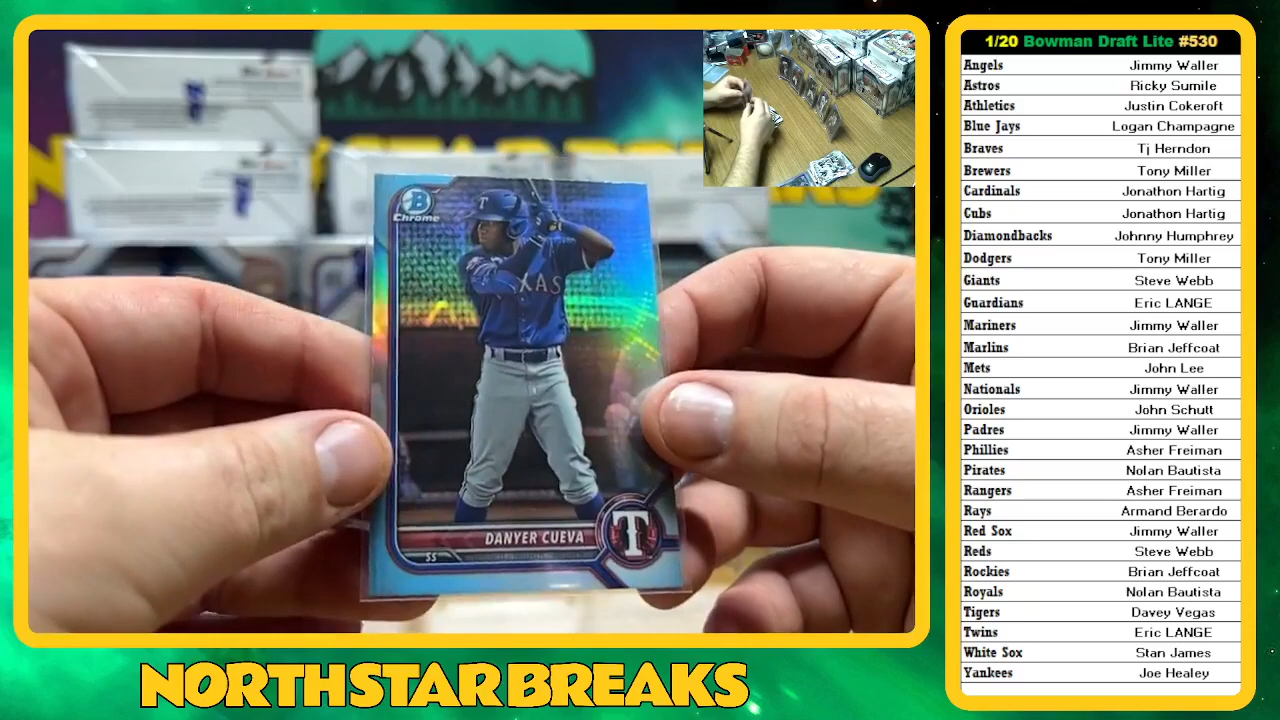 B
Chrome
T
XAS
DANYER CUEVA
SS
T
NORTHSTAR BREAKS
1/20 Bowman Draft Lite #530
Angels Jimmy Waller
Astros Ricky Sumile
Athletics Justin Cokeroft
Blue Jays Logan Champagne
Braves Tj Herndon
Brewers Tony Miller
Cardinals Jonathon Hartig
Cubs Jonathon Hartig
Diamondbacks Johnny Humphrey
Dodgers Tony Miller
Giants Steve Webb
Guardians Eric LANGE
Mariners Jimmy Waller
Marlins Brian Jeffcoat
Mets John Lee
Nationals Jimmy Waller
Orioles John Schutt
Padres Jimmy Waller
Phillies Asher Freiman
Pirates Nolan Bautista
Rangers Asher Freiman
Rays Armand Berardo
Red Sox Jimmy Waller
Reds Steve Webb
Rockies Brian Jeffcoat
Royals Nolan Bautista
Tigers Davey Vegas
Twins Eric LANGE
White Sox Stan James
Yankees Joe Healey